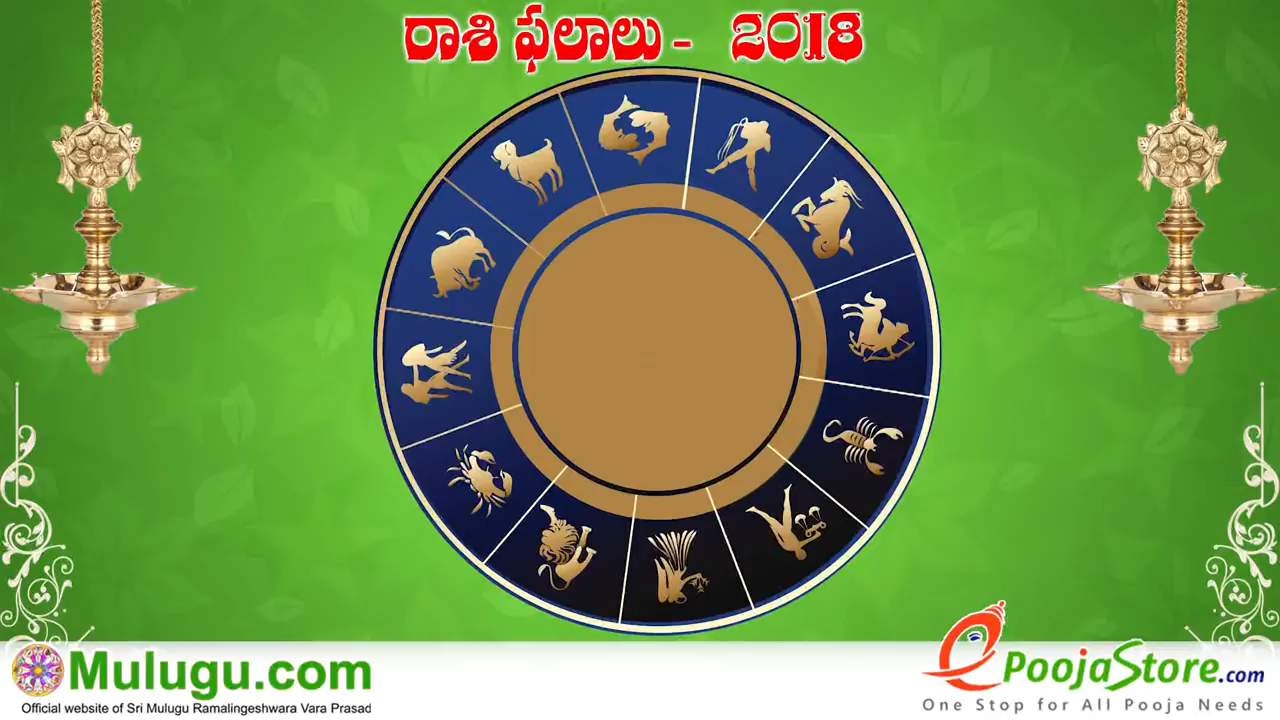 రాశి ఫలాలు - 2018
Mulugu.com
Official website of Sri Mulugu Ramalingeshwara Vara Prasad
ePoojaStore.com
One Stop for All Pooja Needs